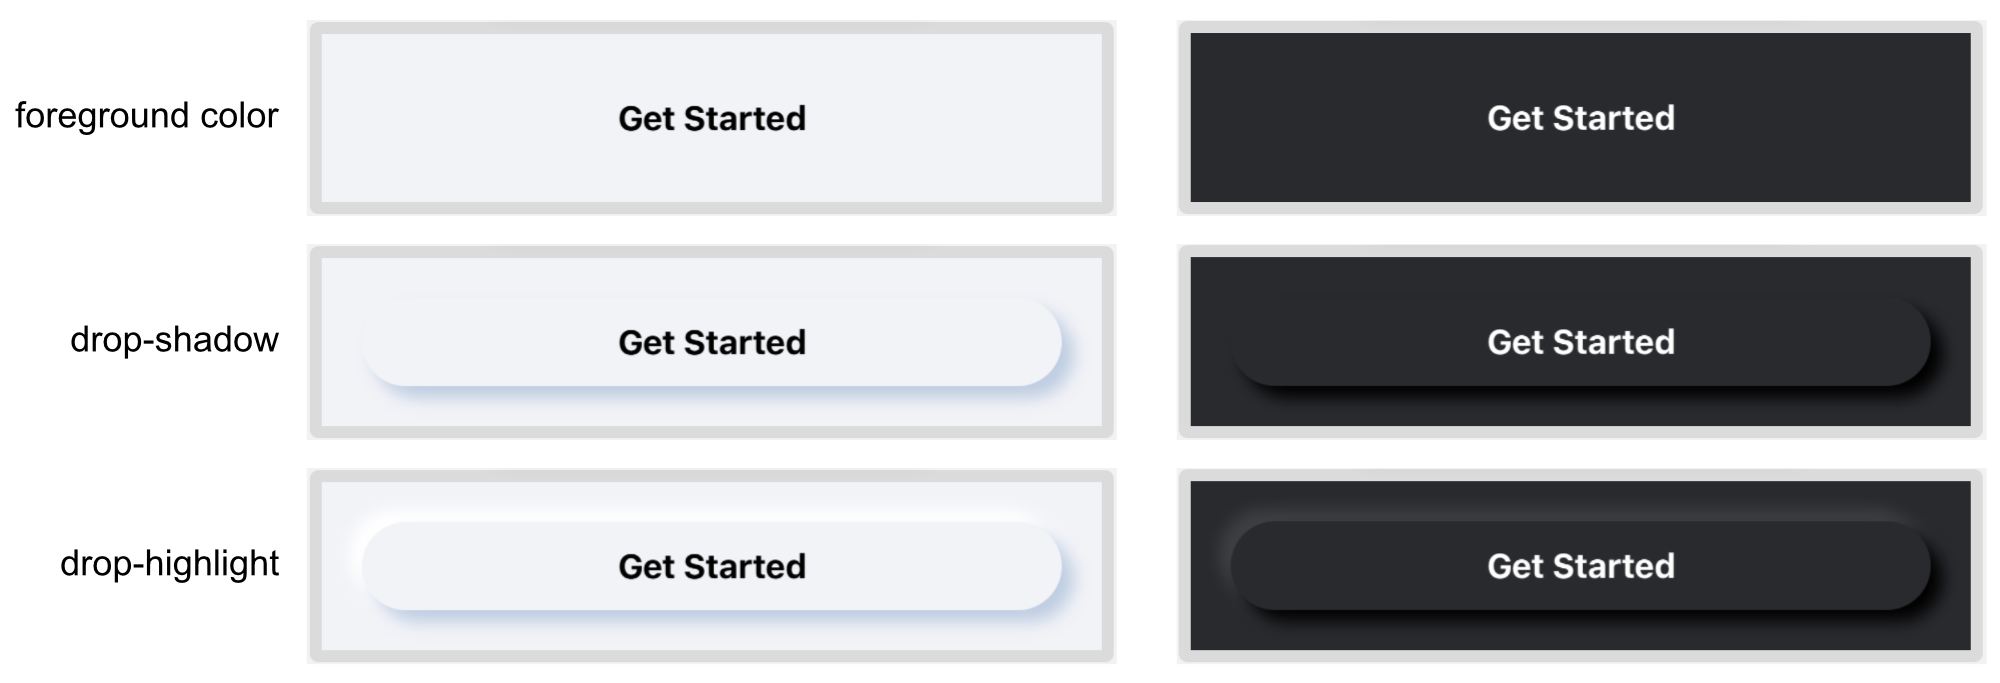 foreground color Get Started Get Started
drop-shadow Get Started Get Started
drop-highlight Get Started Get Started